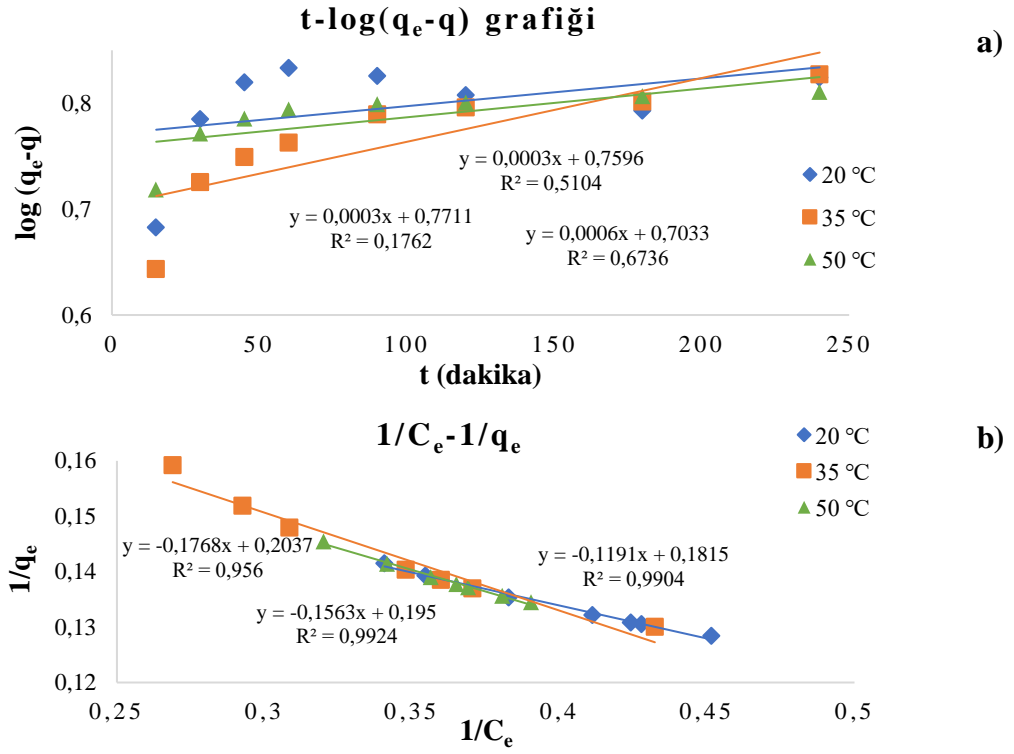 t-log(qe-q) grafiği
a)
log (qe-q)
0,8
0,7
0,6
y = 0,0003x + 0,7596
R² = 0,5104
y = 0,0003x + 0,7711
R² = 0,1762
y = 0,0006x + 0,7033
R² = 0,6736
20 °C
35 °C
50 °C
0 50 100 150 200 250
t (dakika)
1/Ce-1/qe
b)
20 °C
35 °C
50 °C
1/qe
0,16
0,15
0,14
0,13
0,12
y = -0,1768x + 0,2037
R² = 0,956
y = -0,1191x + 0,1815
R² = 0,9904
y = -0,1563x + 0,195
R² = 0,9924
0,25 0,3 0,35 0,4 0,45 0,5
1/Ce